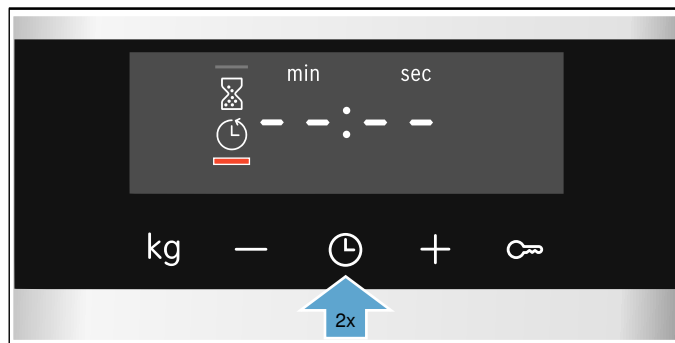 min sec
--:--
kg − +
2x